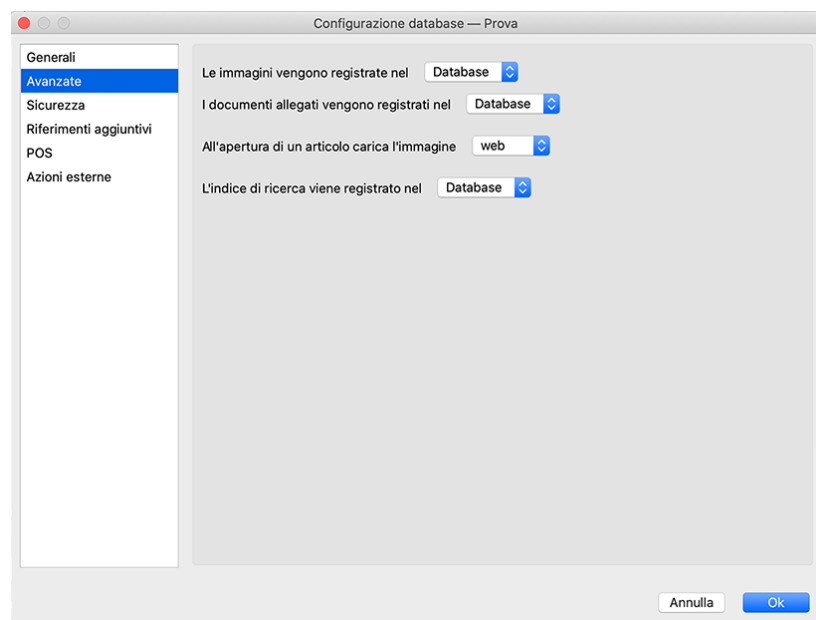 Configurazione database — Prova
Generali
Avanzate
Sicurezza
Riferimenti aggiuntivi
POS
Azioni esterne
Le immagini vengono registrate nel Database
I documenti allegati vengono registrati nel Database
All'apertura di un articolo carica l'immagine web
L'indice di ricerca viene registrato nel Database
Annulla Ok